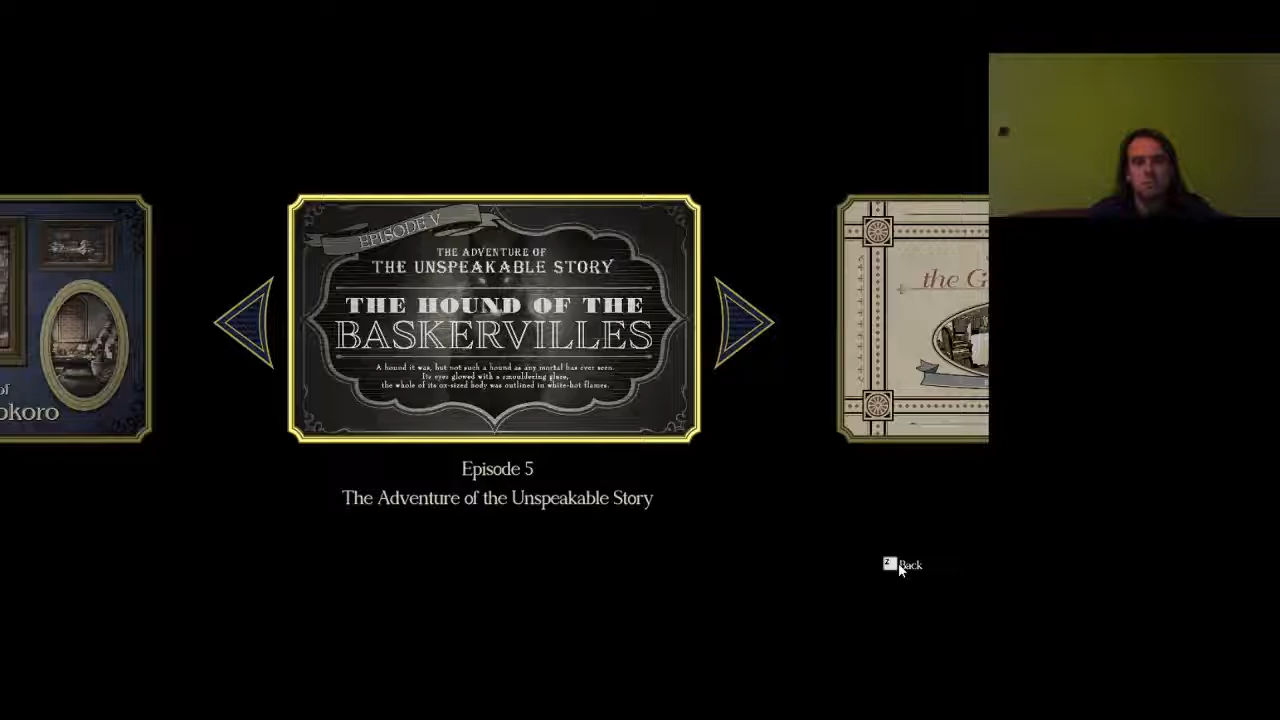 of
okoro
EPISODE V
THE ADVENTURE OF
THE UNSPEAKABLE STORY
THE HOUND OF THE
BASKERVILLES
A hound it was, but not such a hound as any mortal has ever seen.
Its eyes glowed with a smouldering glare,
the whole of its ox-sized body was outlined in white-hot flames.
the G
Episode 5
The Adventure of the Unspeakable Story
Z Back